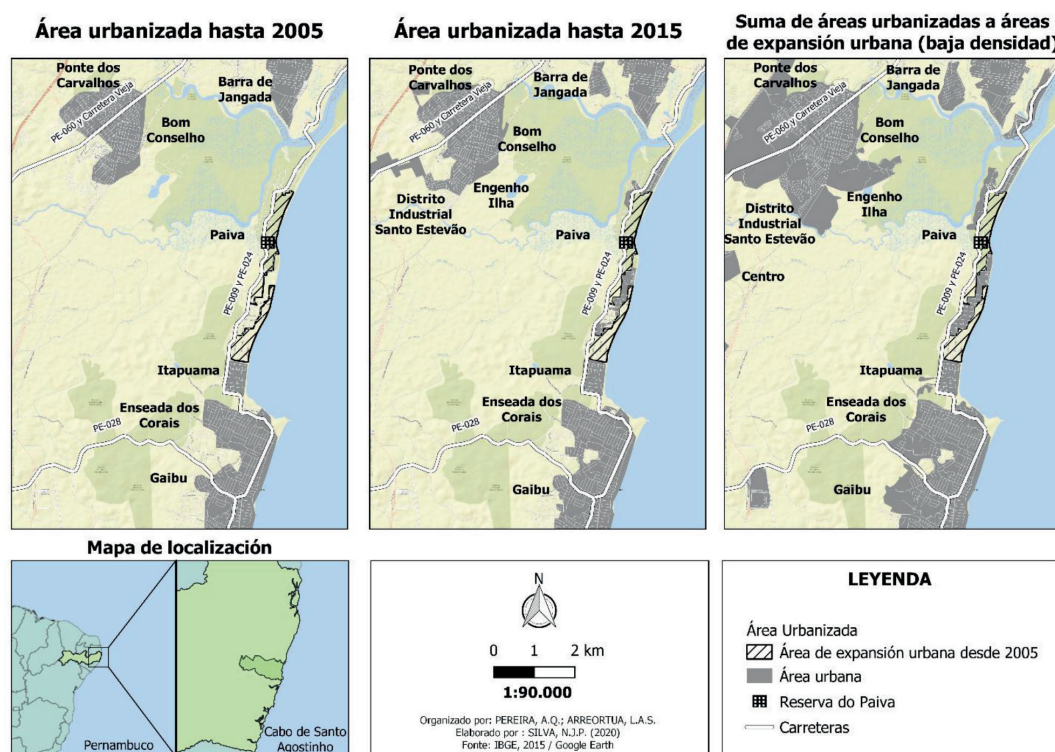 Área urbanizada hasta 2005
Ponte dos
Carvalhos
Barra de
Jangada
PE-060 y Carretera Vieja
Bom
Conselho
Paiva
PE-009 y PE-024
Itapuama
Enseada dos
Corais
PE-028
Gaibu
Área urbanizada hasta 2015
Ponte dos
Carvalhos
Barra de
Jangada
PE-060 y Carretera Vieja
Bom
Conselho
Engenho
Ilha
Distrito
Industrial
Santo Estevão
Paiva
PE-009 y PE-024
Itapuama
Enseada dos
Corais
PE-028
Gaibu
Suma de áreas urbanizadas a áreas
de expansión urbana (baja densidad)
Ponte dos
Carvalhos
Barra de
Jangada
PE-060 y Carretera Vieja
Bom
Conselho
Engenho
Ilha
Distrito
Industrial
Santo Estevão
Paiva
Centro
PE-009 y PE-024
Itapuama
Enseada dos
Corais
PE-028
Gaibu
Mapa de localización
Pernambuco
Cabo de Santo
Agostinho
N
0 1 2 km
1:90.000
Organizado por: PEREIRA, A.Q.; ARREORTUA, L.A.S.
Elaborado por : SILVA, N.J.P. (2020)
Fonte: IBGE, 2015 / Google Earth
LEYENDA
Área Urbanizada
Área de expansión urbana desde 2005
Área urbana
Reserva do Paiva
Carreteras